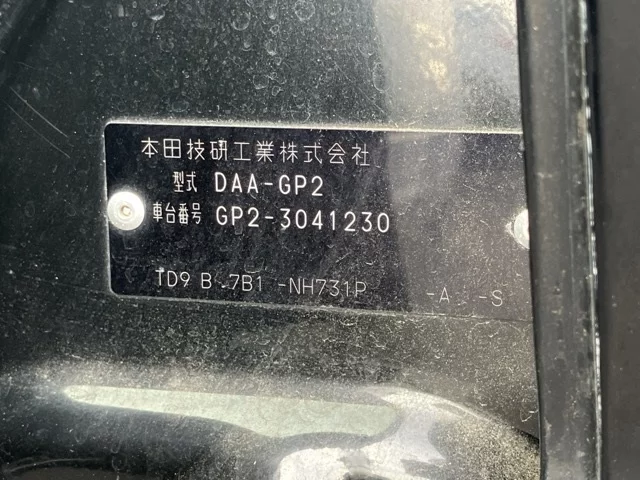 本田技研工業株式会社
型式 DAA-GP2
車台番号 GP2-3041230
TD9 B .7B1 -NH731P -A -S